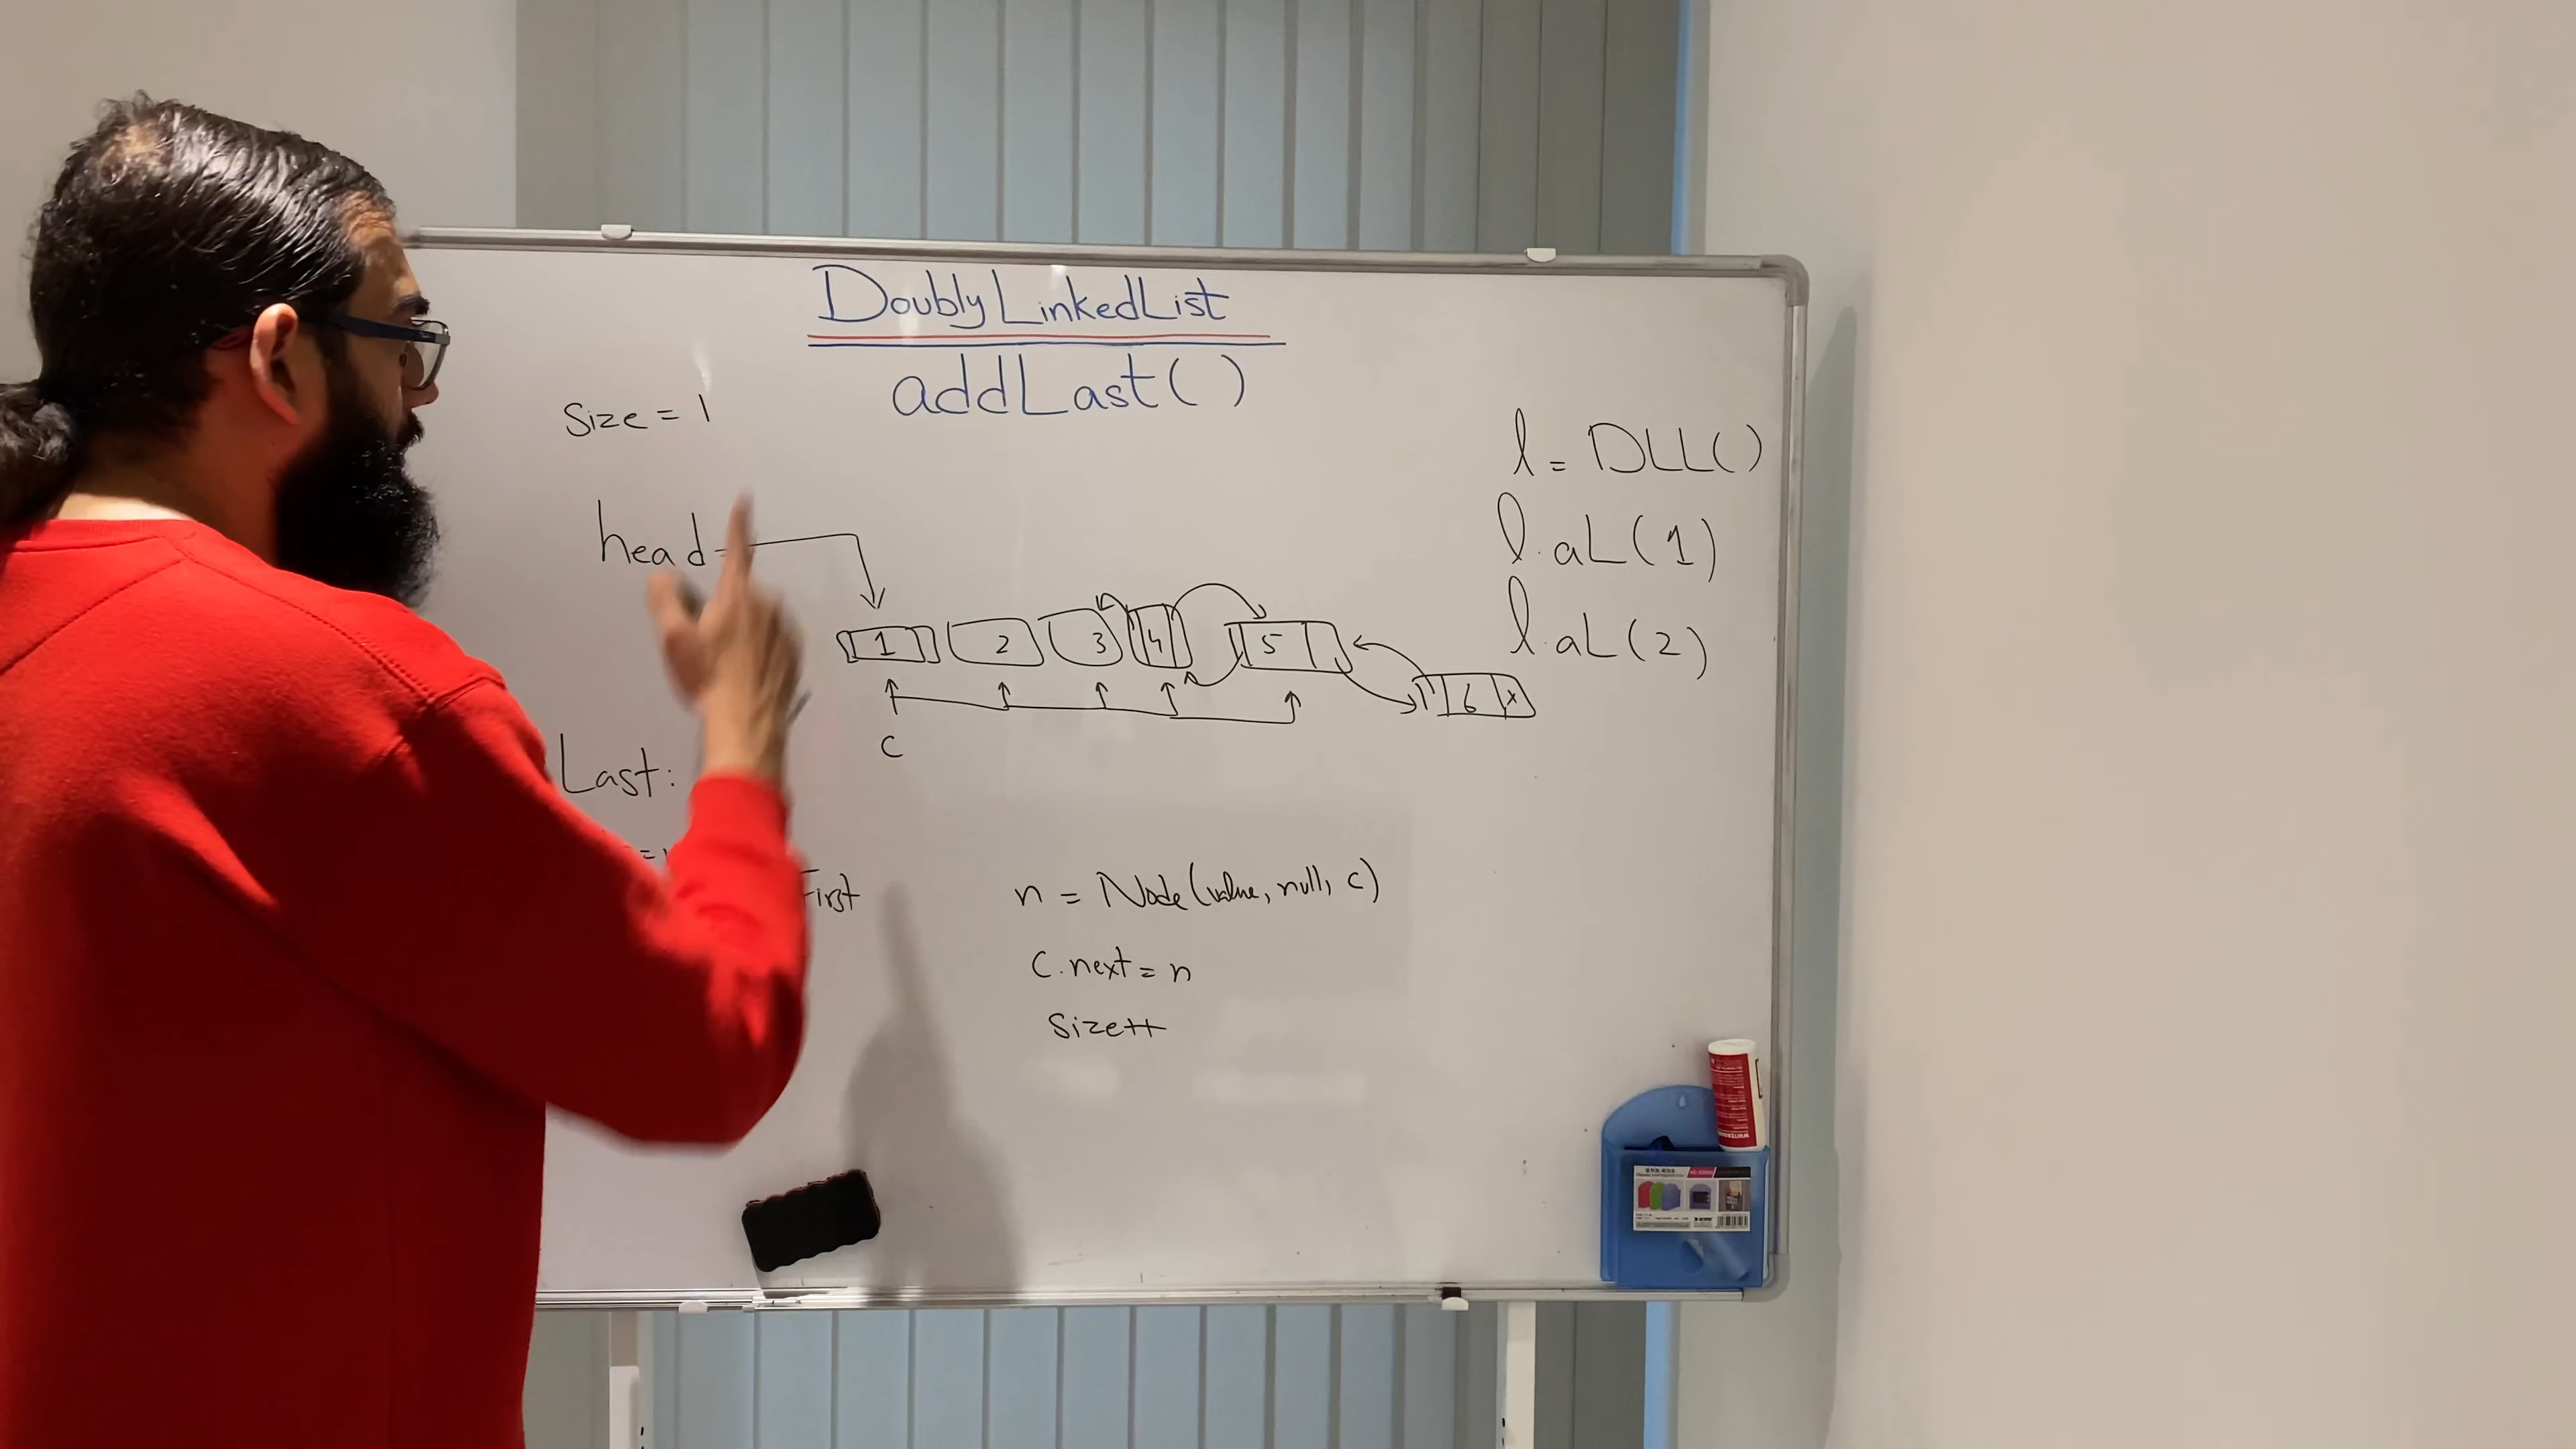 DoublyLinkedList
addLast()
Size = 1
l = DLL()
l.aL(1)
l.aL(2)
head
1 2 3 4 5 6 x
C
Last:
First
n = Node(value, null, c)
C.next = n
Size++